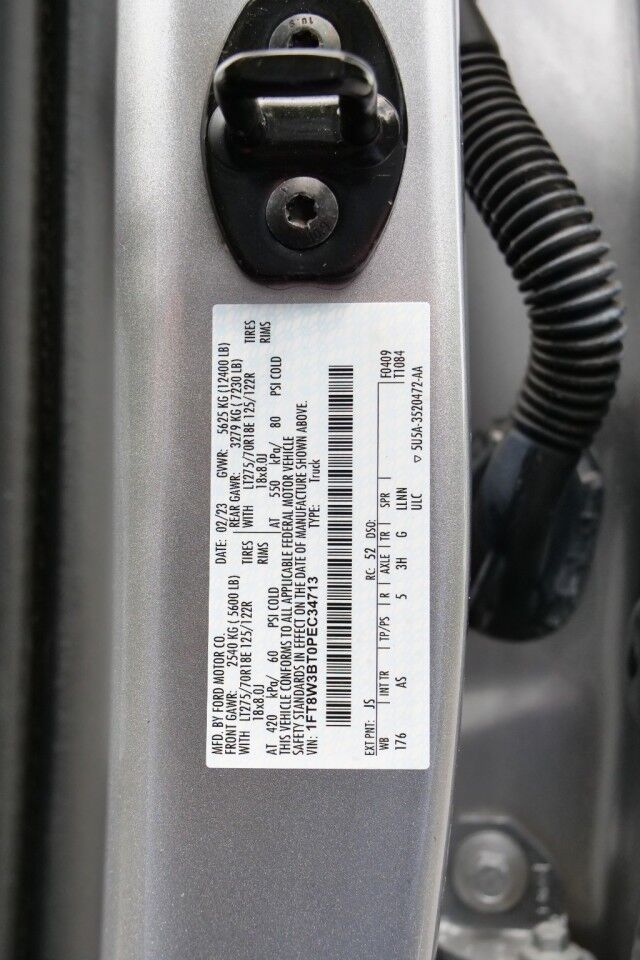 MFD. BY FORD MOTOR CO.
DATE: 02/23 GVWR: 5625 KG (12400 LB)
FRONT GAWR: 2540 KG ( 5600 LB) REAR GAWR: 3279 KG ( 7230 LB)
WITH LT275/70R18E 125/122R TIRES WITH LT275/70R18E 125/122R TIRES
18x8.0J RIMS 18x8.0J RIMS
AT 420 kPa/ 60 PSI COLD AT 550 kPa/ 80 PSI COLD
THIS VEHICLE CONFORMS TO ALL APPLICABLE FEDERAL MOTOR VEHICLE
SAFETY STANDARDS IN EFFECT ON THE DATE OF MANUFACTURE SHOWN ABOVE.
VIN: 1FT8W3BT0PEC34713 TYPE: Truck
EXT PNT: JS RC: 52 DSO: F0409
WB INT TR TP/PS R AXLE TR SPR T1084
176 AS 5 3H G LLNN
ULC ▽ 5U5A-3520472-AA